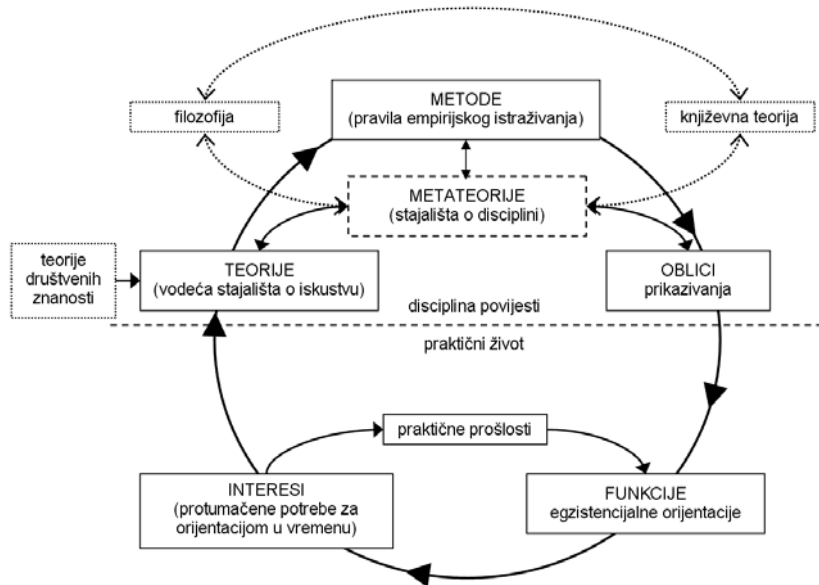 METODE
(pravila empirijskog istraživanja)
filozofija
književna teorija
METATEORIJE
(stajališta o disciplini)
teorije
društvenih
znanosti
TEORIJE
(vodeća stajališta o iskustvu)
OBLICI
prikazivanja
disciplina povijesti
praktični život
praktične prošlosti
INTERESI
(protumačene potrebe za
orijentacijom u vremenu)
FUNKCIJE
egzistencijalne orijentacije